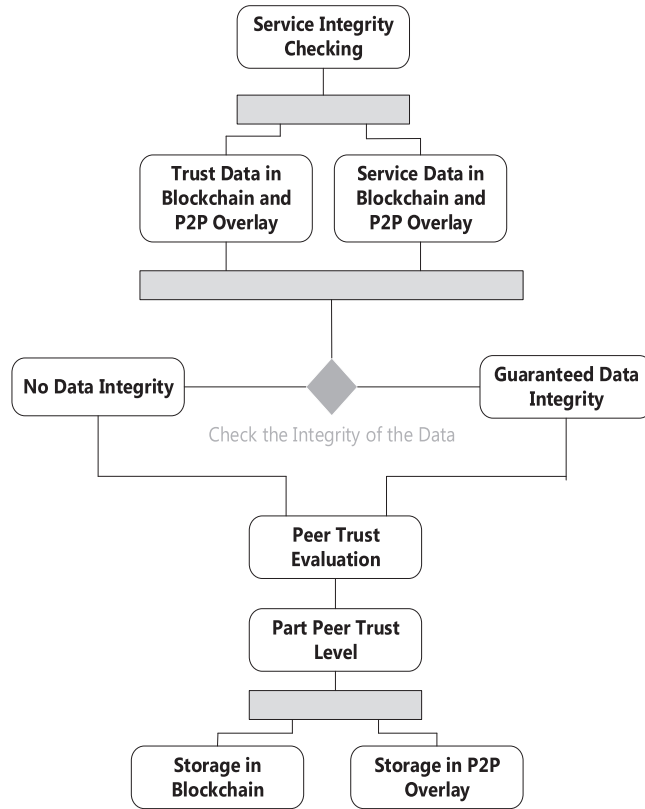 Service Integrity
Checking
Trust Data in
Blockchain and
P2P Overlay
Service Data in
Blockchain and
P2P Overlay
No Data Integrity
Guaranteed Data
Integrity
Check the Integrity of the Data
Peer Trust
Evaluation
Part Peer Trust
Level
Storage in
Blockchain
Storage in P2P
Overlay